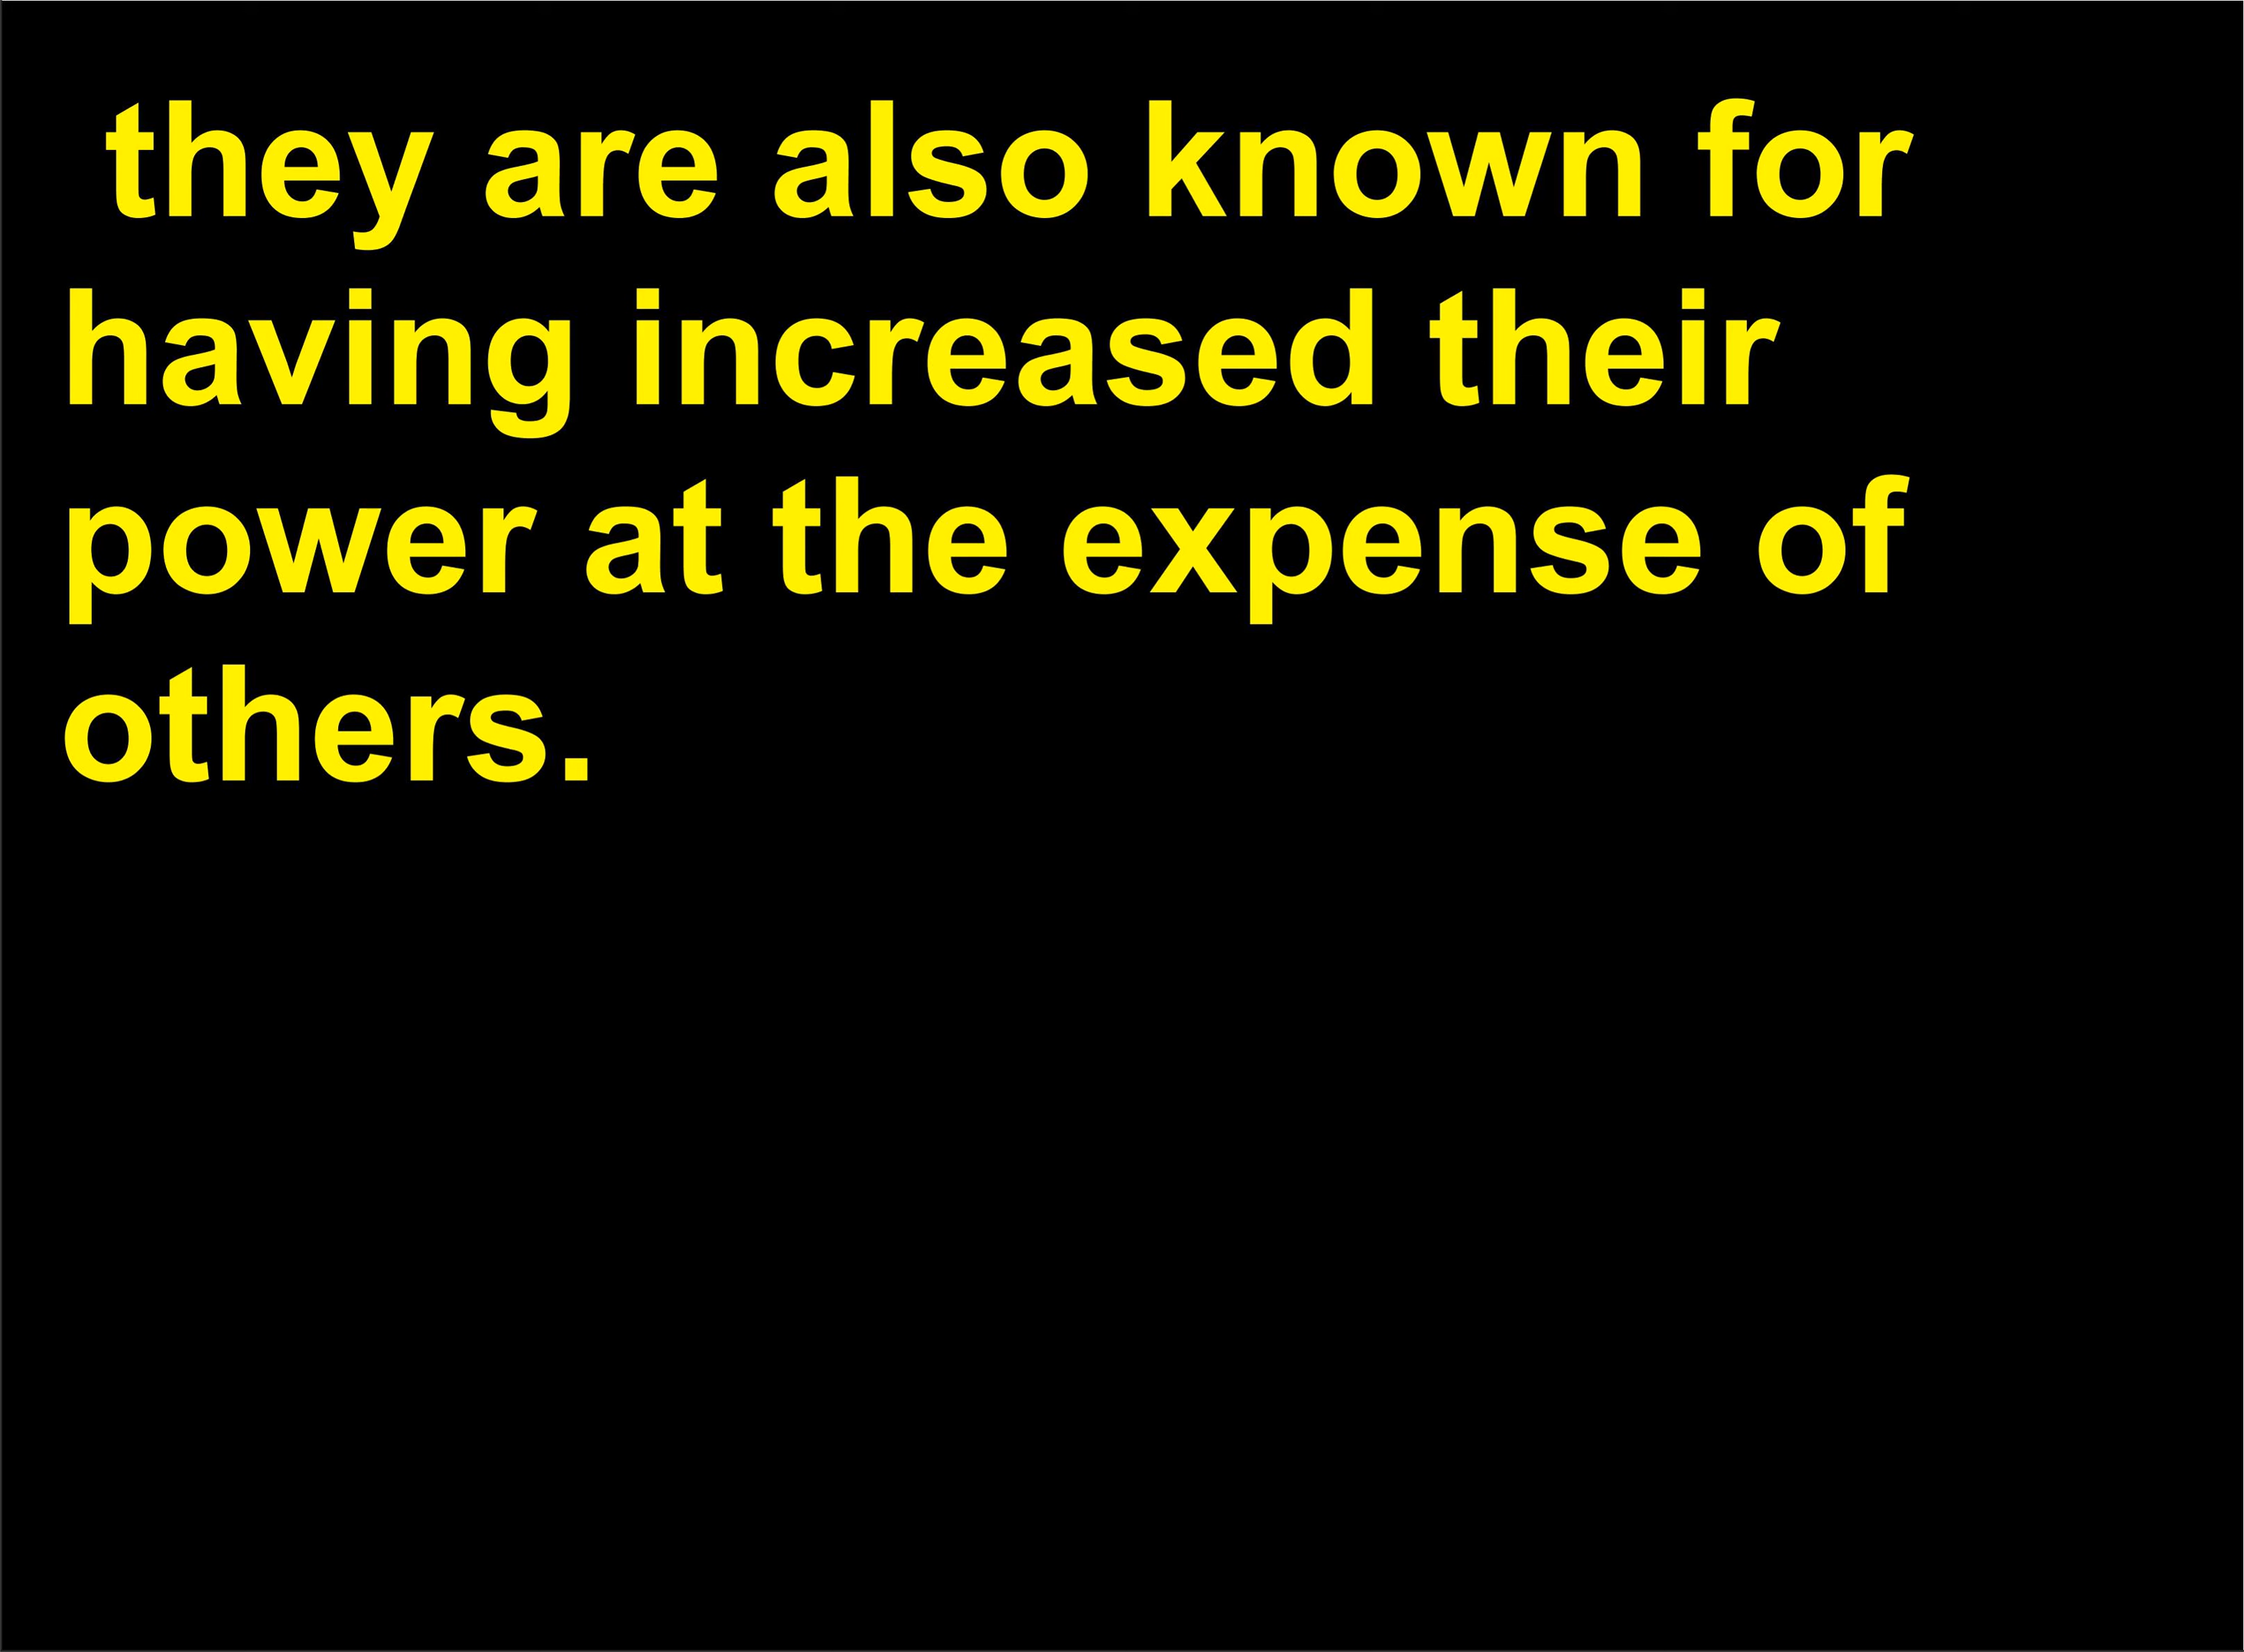 they are also known for
having increased their
power at the expense of
others.